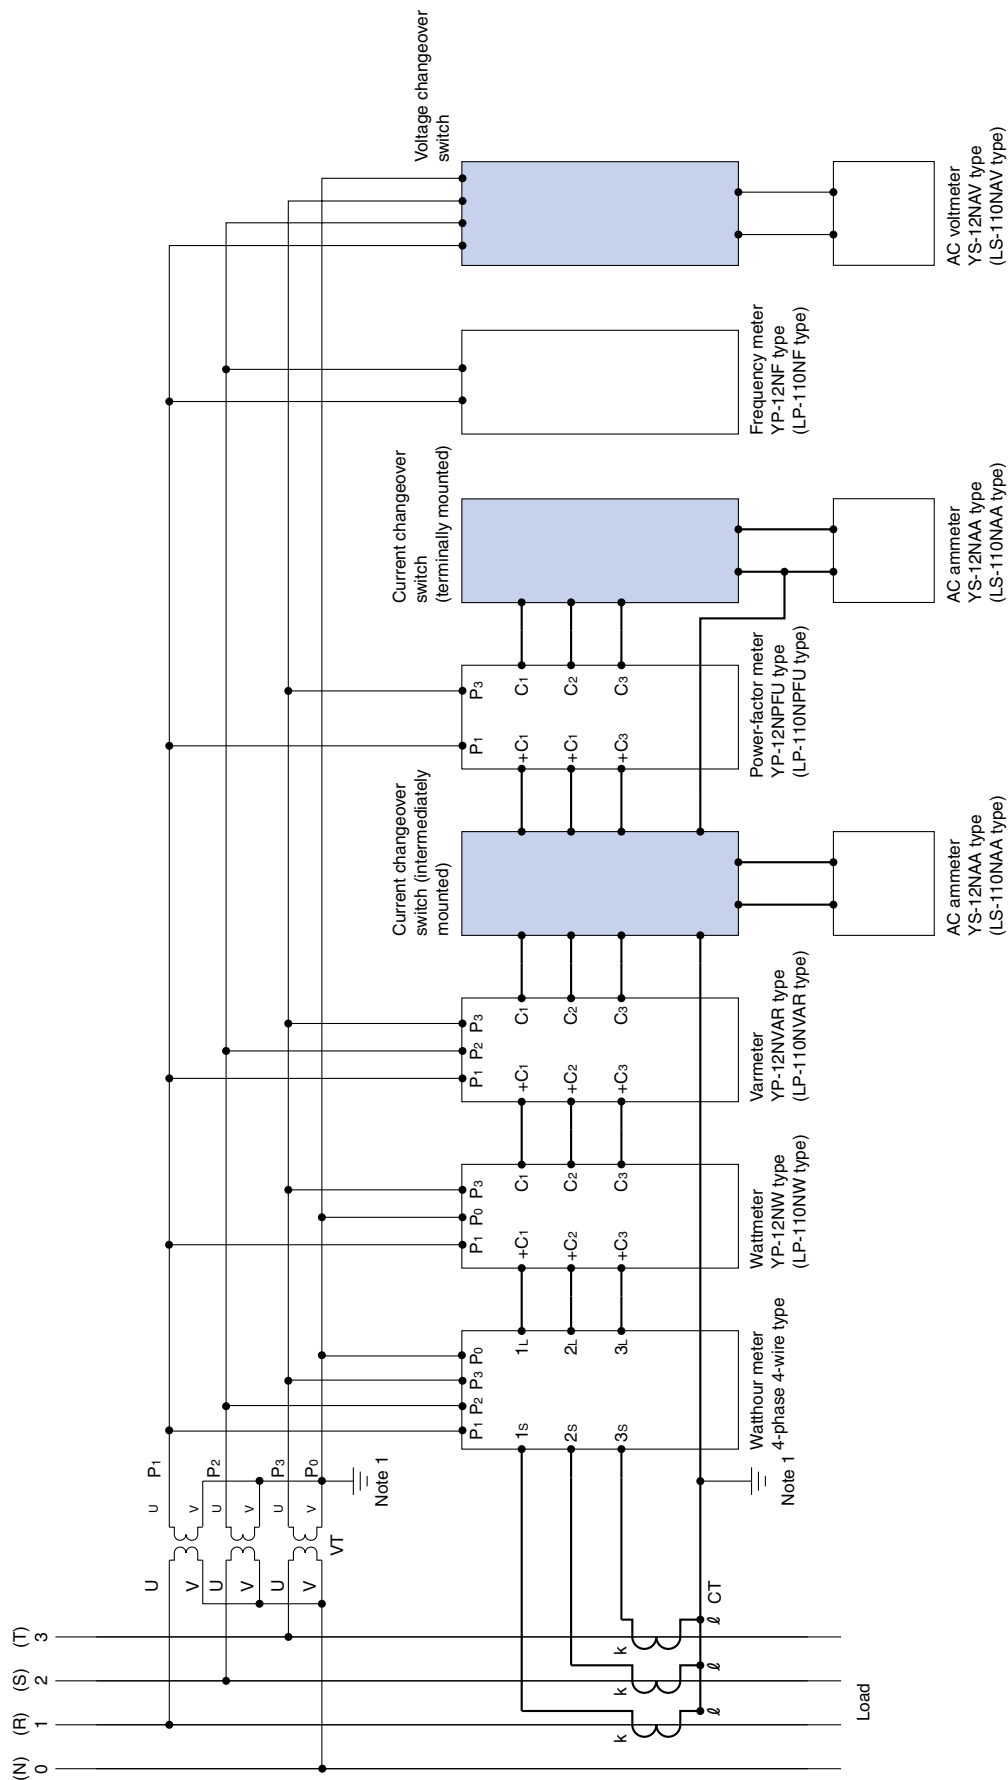 (N)
0
(R)
1
(S)
2
(T)
3
Load
U
V
U
V
U
V
VT
U
V
U
V
U
V
P1
P2
P3
P0
Note 1
k
ℓ
k
ℓ
k
ℓ
CT
Note 1
P1 P2 P3 P0
1S
2S
3S
1L
2L
3L
Watthour meter
4-phase 4-wire type
P1 P0 P3
+C1
+C2
+C3
C1
C2
C3
Wattmeter
YP-12NW type
(LP-110NW type)
P1 P2 P3
+C1
+C2
+C3
C1
C2
C3
Varmeter
YP-12NVAR type
(LP-110NVAR type)
Current changeover
switch (intermediately
mounted)
AC ammeter
YS-12NAA type
(LS-110NAA type)
P1 P3
+C1
+C1
+C3
C1
C2
C3
Power-factor meter
YP-12NPFU type
(LP-110NPFU type)
Current changeover
switch
(terminally mounted)
AC ammeter
YS-12NAA type
(LS-110NAA type)
Frequency meter
YP-12NF type
(LP-110NF type)
Voltage changeover
switch
AC voltmeter
YS-12NAV type
(LS-110NAV type)